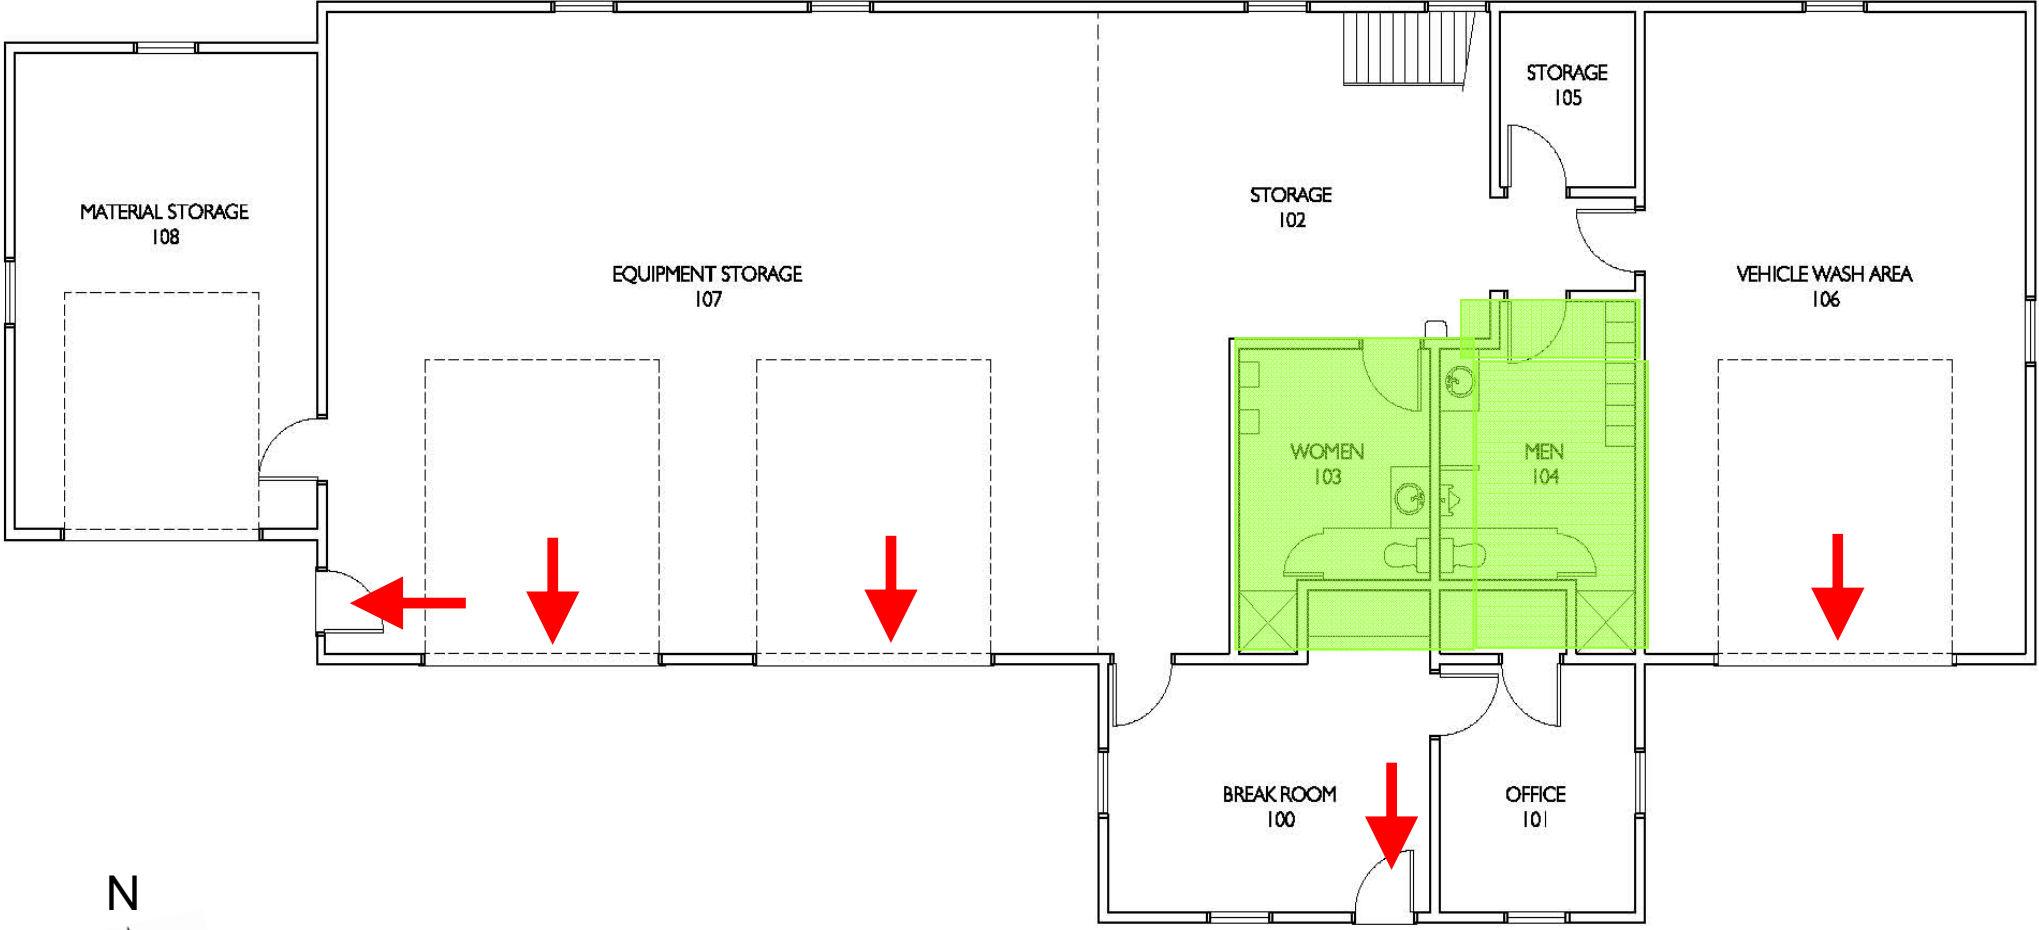 STORAGE
105
STORAGE
102
MATERIAL STORAGE
108
EQUIPMENT STORAGE
107
VEHICLE WASH AREA
106
WOMEN
103
MEN
104
BREAK ROOM
100
OFFICE
101
N